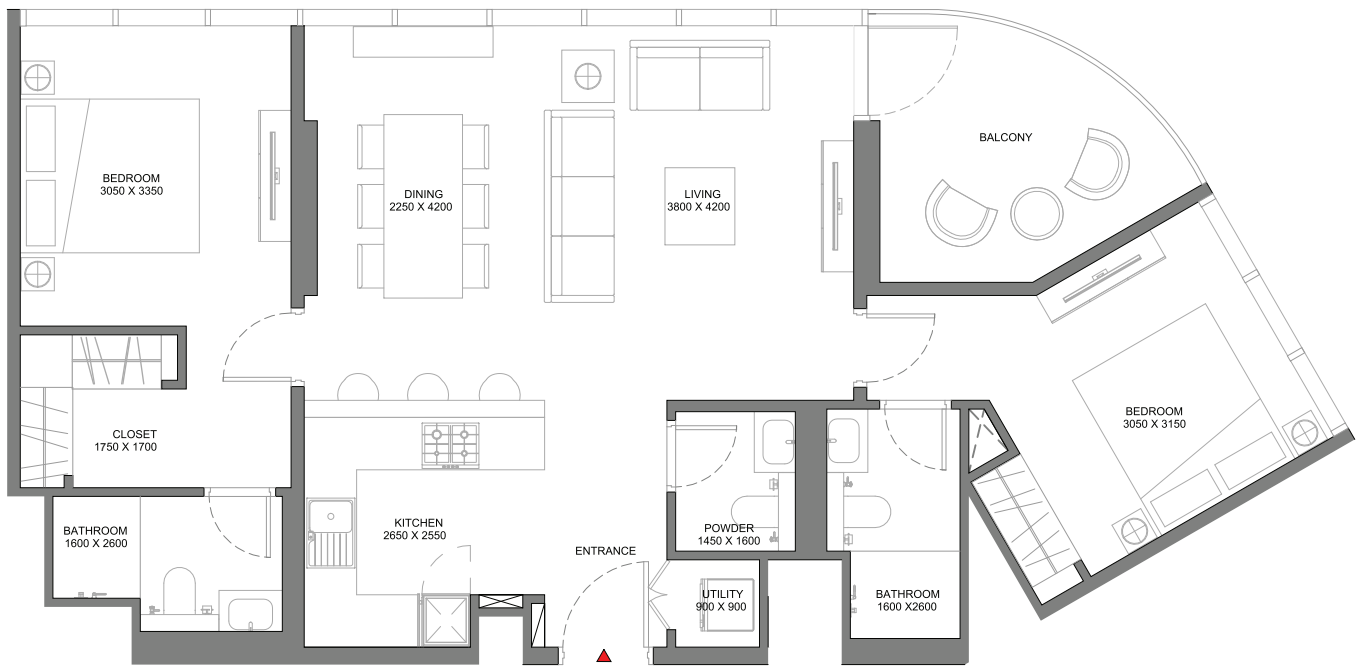 BALCONY
BEDROOM
3050 X 3350
DINING
2250 X 4200
LIVING
3800 X 4200
BEDROOM
3050 X 3150
CLOSET
1750 X 1700
BATHROOM
1600 X 2600
KITCHEN
2650 X 2550
ENTRANCE
POWDER
1450 X 1600
UTILITY
900 X 900
BATHROOM
1600 X2600